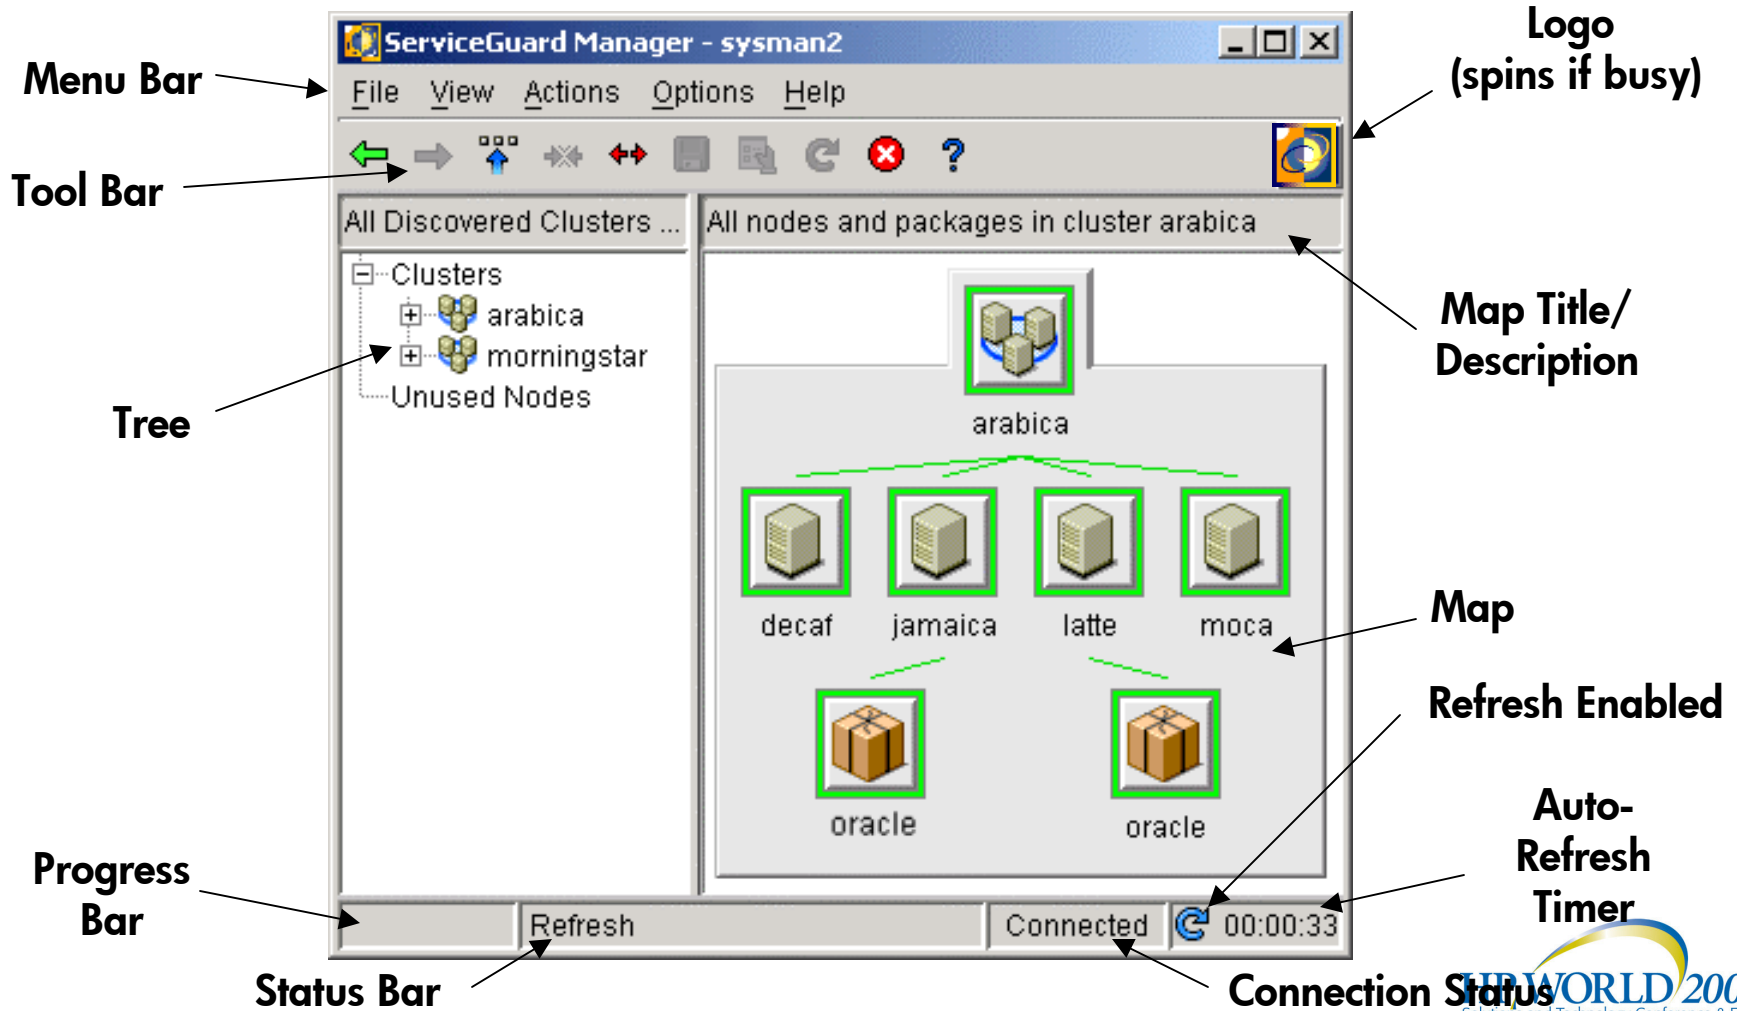 Logo
(spins if busy)
ServiceGuard Manager - sysman2
Menu Bar
File View Actions Options Help
Tool Bar
All Discovered Clusters ...
All nodes and packages in cluster arabica
Clusters
arabica
morningstar
Unused Nodes
Tree
Map Title/
Description
arabica
decaf jamaica latte moca
Map
oracle oracle
Refresh Enabled
Auto-
Refresh
Timer
Progress
Bar
Refresh
Connected
00:00:33
Status Bar
Connection Status
WORLD 200